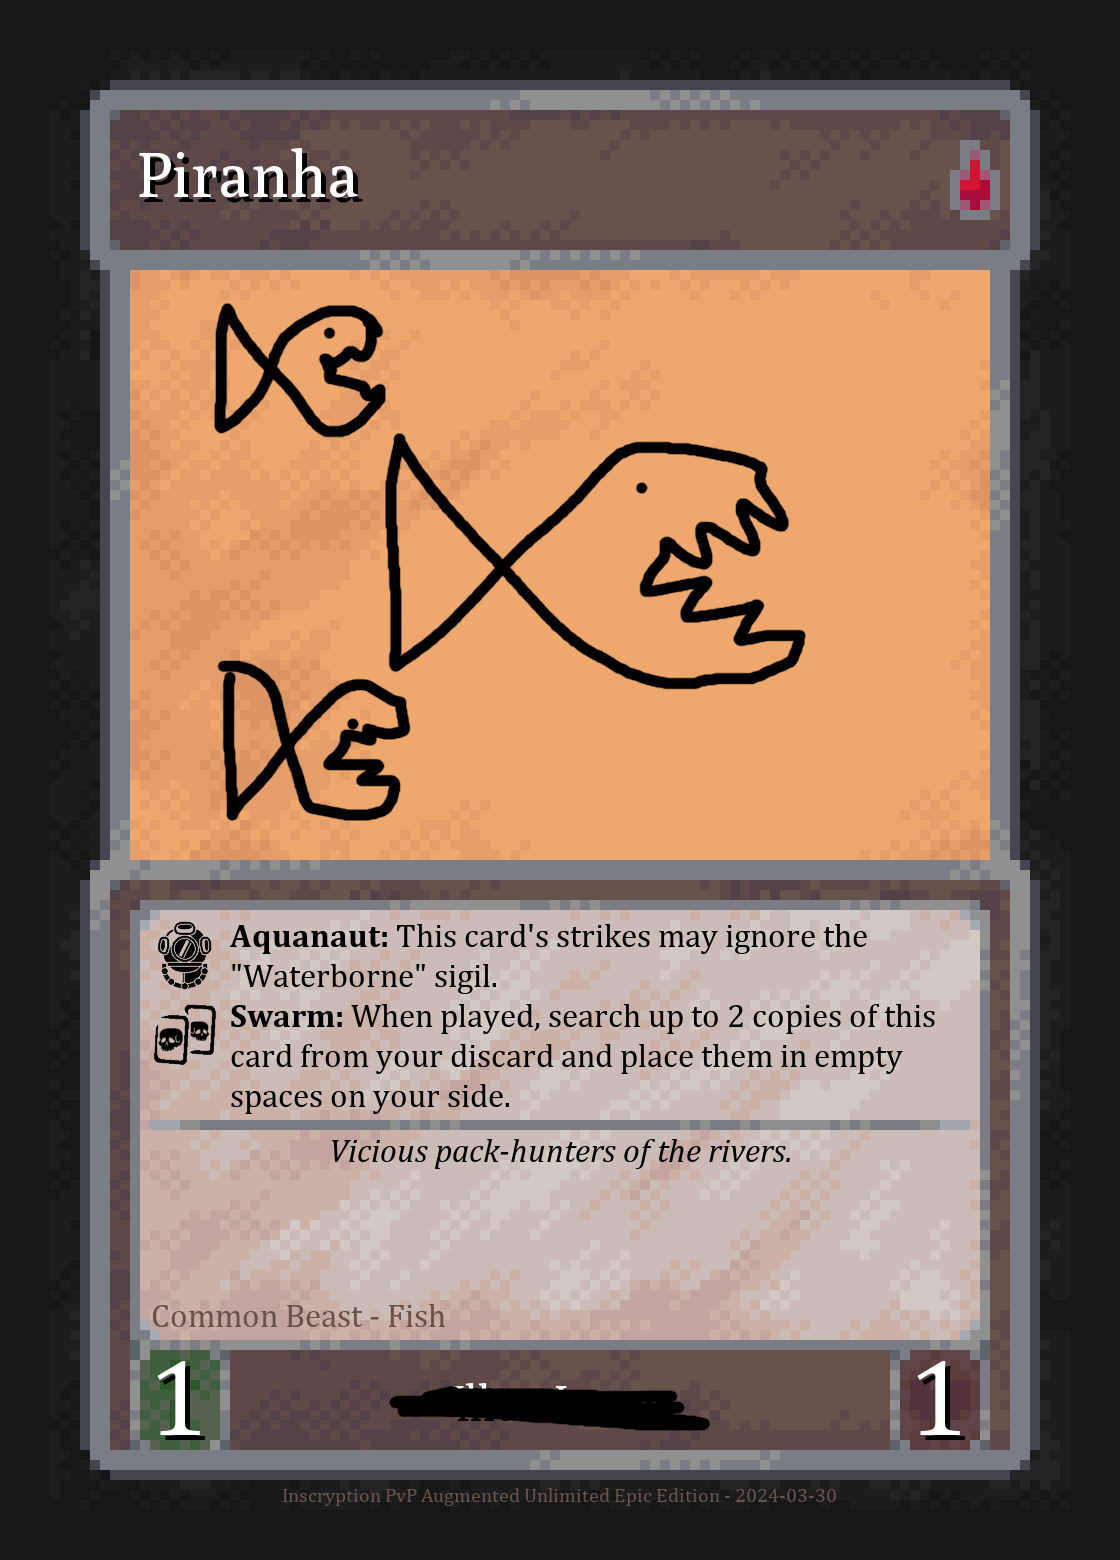 Piranha
Aquanaut: This card's strikes may ignore the
"Waterborne" sigil.
Swarm: When played, search up to 2 copies of this
card from your discard and place them in empty
spaces on your side.
Vicious pack-hunters of the rivers.
Common Beast - Fish
1
1
Inscryption PvP Augmented Unlimited Epic Edition - 2024-03-30